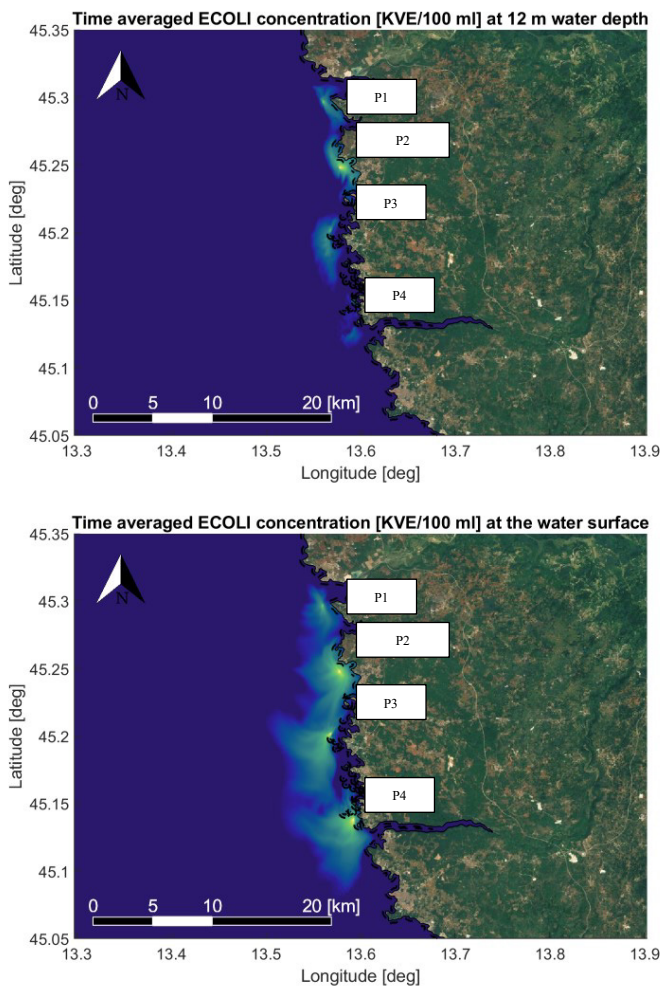 Time averaged ECOLI concentration [KVE/100 ml] at 12 m water depth
45.35
N
P1
45.3
P2
45.25
P3
45.2
P4
45.15
45.1
0 5 10 20 [km]
45.05
Latitude [deg]
13.3 13.4 13.5 13.6 13.7 13.8 13.9
Longitude [deg]
Time averaged ECOLI concentration [KVE/100 ml] at the water surface
45.35
N
P1
45.3
P2
45.25
P3
45.2
P4
45.15
45.1
0 5 10 20 [km]
45.05
Latitude [deg]
13.3 13.4 13.5 13.6 13.7 13.8 13.9
Longitude [deg]